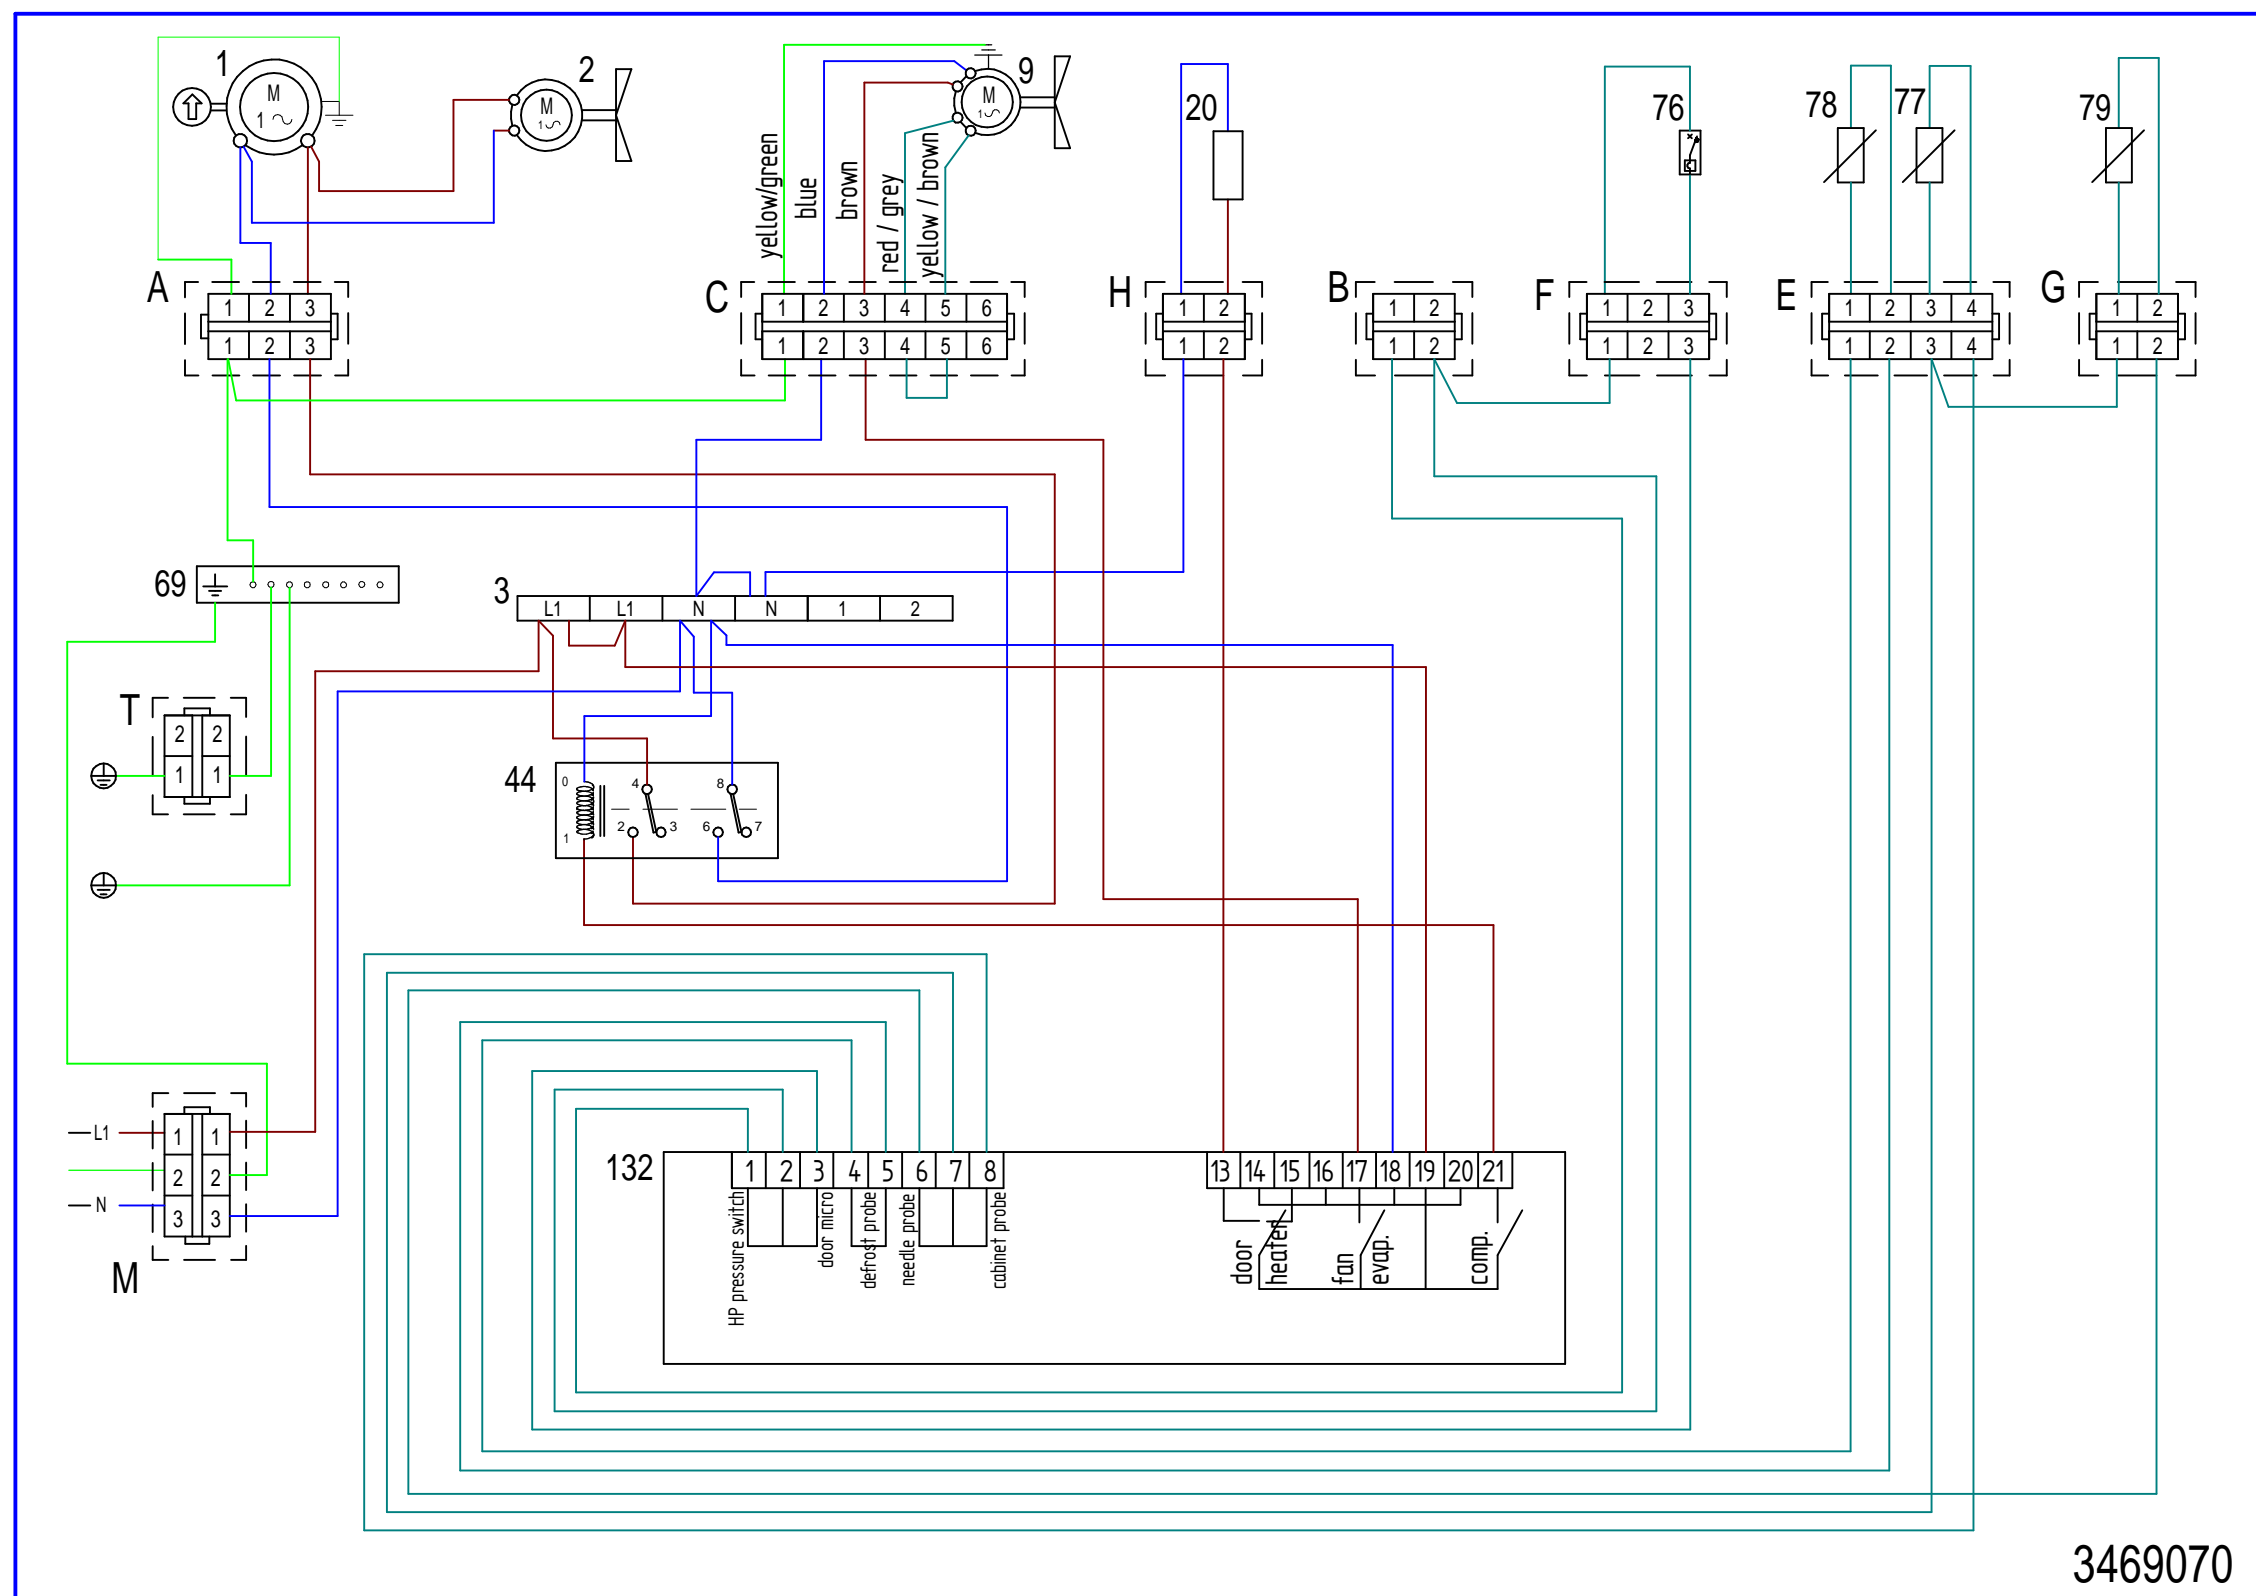 1
2
9
20
76
78
77
79
M
1
M
1
M
1
yellow/green
blue
brown
red / grey
yellow / brown
A
C
H
B
F
E
G
1 2 3
1 2 3 4 5 6
1 2
1 2
1 2 3
1 2 3 4
1 2
1 2 3
1 2 3 4 5 6
1 2
1 2
1 2 3
1 2 3 4
1 2
69
3
L1 L1 N N 1 2
T
2 2
1 1
44
0
4
8
1
2
3
6
7
L1
1 1
2 2
N
3 3
M
132
1 2 3 4 5 6 7 8
13 14 15 16 17 18 19 20 21
HP pressure switch
door micro
defrost probe
needle probe
cabinet probe
door
heater
fan
evap.
comp.
3469070